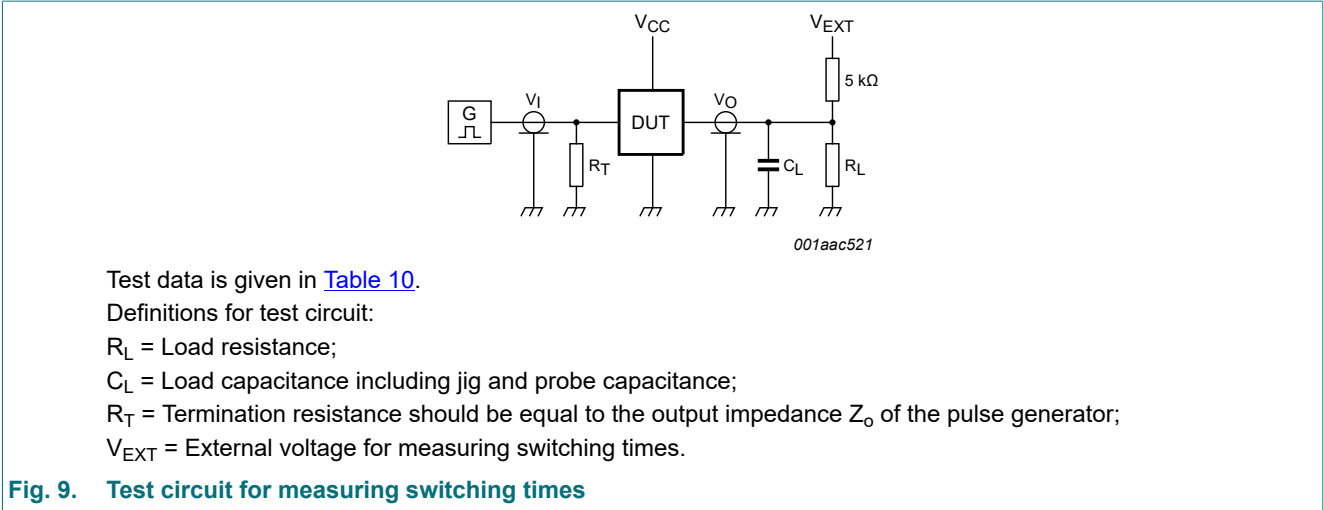 VCC
VEXT
5 kΩ
G
VI
DUT
VO
RT
CL
RL
001aac521
Test data is given in Table 10.
Definitions for test circuit:
RL = Load resistance;
CL = Load capacitance including jig and probe capacitance;
RT = Termination resistance should be equal to the output impedance Zo of the pulse generator;
VEXT = External voltage for measuring switching times.
Fig. 9. Test circuit for measuring switching times